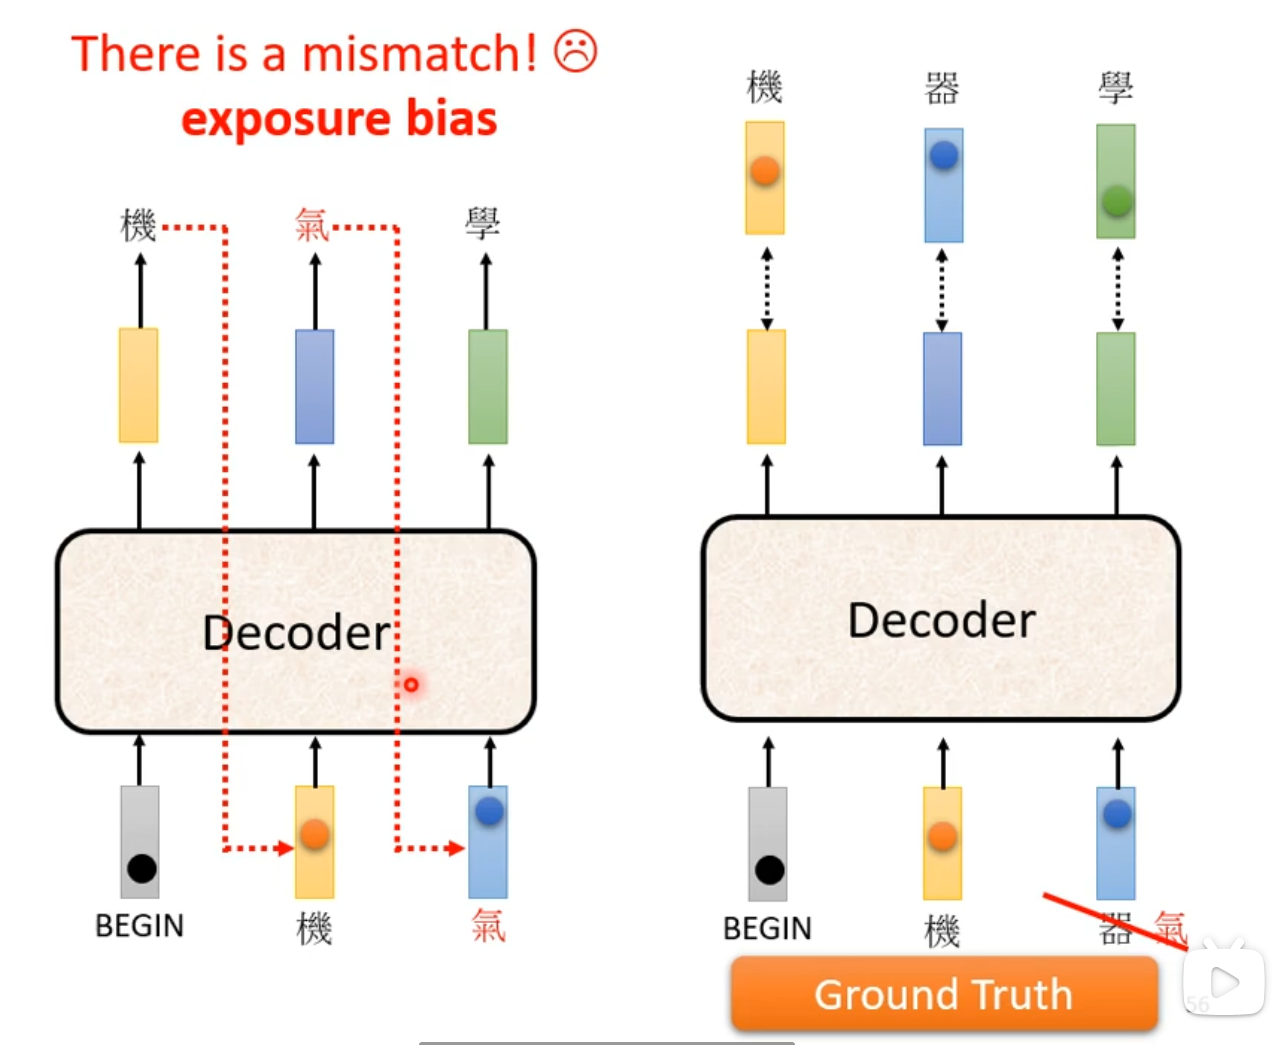 There is a mismatch! ☹
exposure bias
機 氣 學
Decoder
BEGIN 機 氣
機 器 學
Decoder
BEGIN 機 器 氣
Ground Truth
56